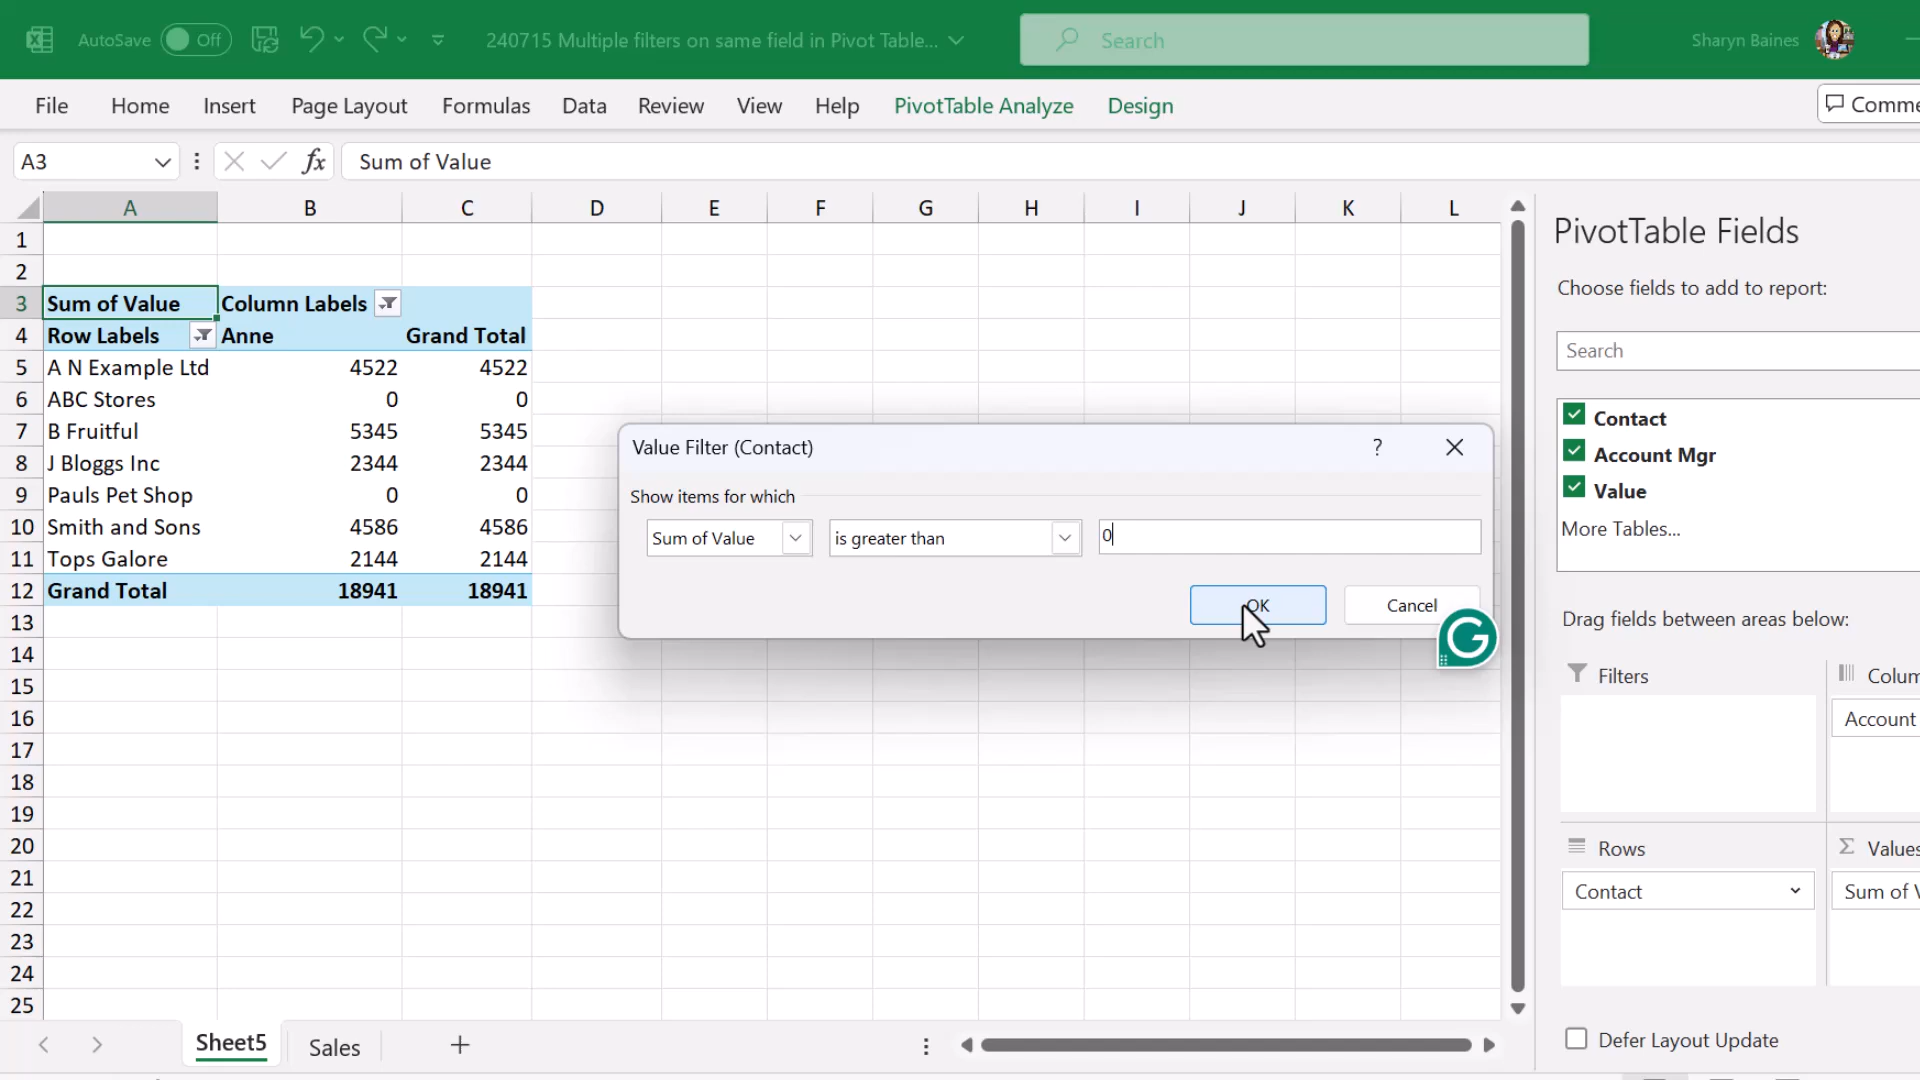 AutoSave Off 240715 Multiple filters on same field in Pivot Table... Search Sharyn Baines
File Home Insert Page Layout Formulas Data Review View Help PivotTable Analyze Design Comme
A3 fx Sum of Value
A B C D E F G H I J K L
1
2
3 Sum of Value Column Labels
4 Row Labels Anne Grand Total
5 A N Example Ltd 4522 4522
6 ABC Stores 0 0
7 B Fruitful 5345 5345
8 J Bloggs Inc 2344 2344
9 Pauls Pet Shop 0 0
10 Smith and Sons 4586 4586
11 Tops Galore 2144 2144
12 Grand Total 18941 18941
13
14
15
16
17
18
19
20
21
22
23
24
25
Value Filter (Contact) ?
Show items for which
Sum of Value is greater than 0
OK Cancel
G
PivotTable Fields
Choose fields to add to report:
Search
Contact
Account Mgr
Value
More Tables...
Drag fields between areas below:
Filters Colum
Account
Rows Σ Values
Contact Sum of V
Defer Layout Update
Sheet5 Sales